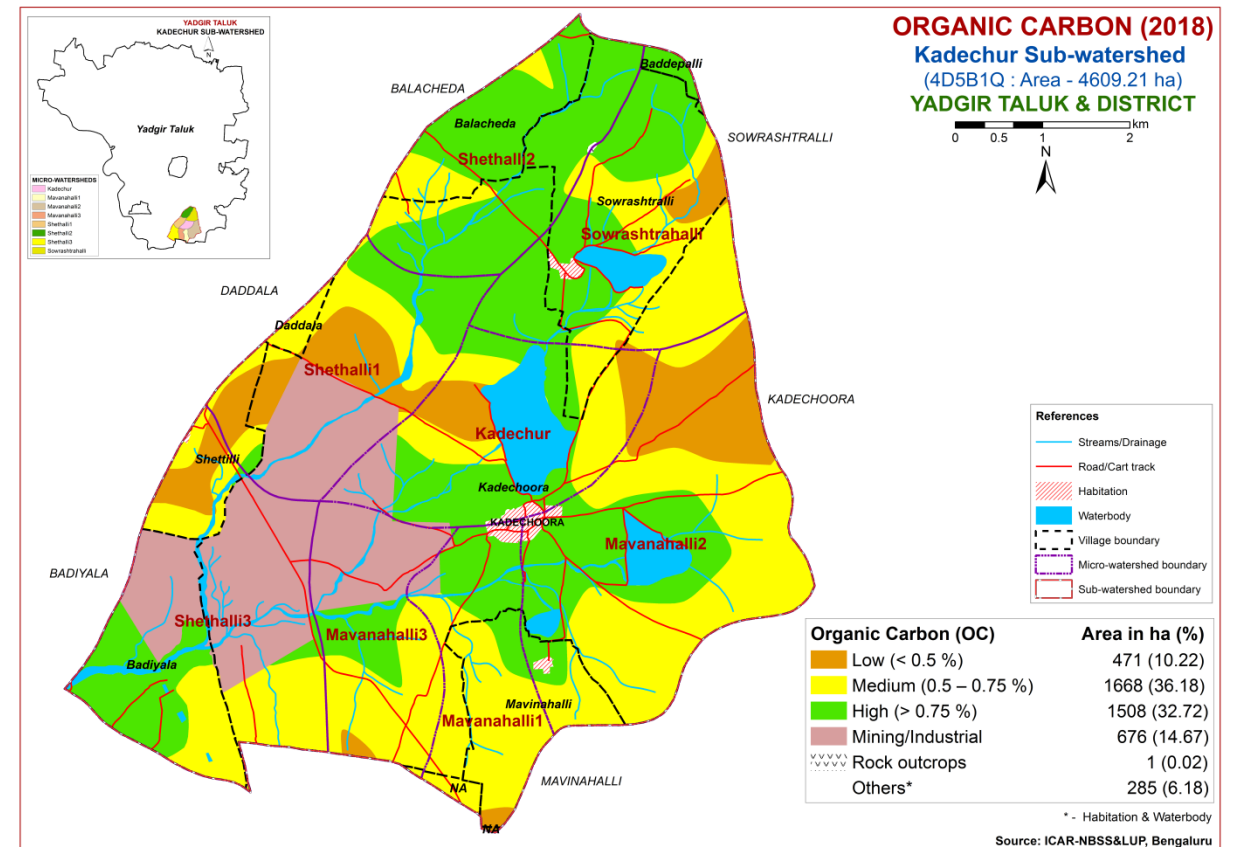 YADGIR TALUK
KADECHUR SUB-WATERSHED
N
Yadgir Taluk
MICRO-WATERSHEDS
Kadechur
Mavanahalli1
Mavanahalli2
Mavanahalli3
Shethalli1
Shethalli2
Shethalli3
Sowrashtrahalli
ORGANIC CARBON (2018)
Kadechur Sub-watershed
(4D5B1Q : Area - 4609.21 ha)
YADGIR TALUK & DISTRICT
km
0 0.5 1 2
N
Baddepalli
BALACHEDA
Balacheda
SOWRASHTRALLI
Shethalli2
Sowrashtralli
Sowrashtrahalli
DADDALA
Daddala
Shethalli1
KADECHOORA
Kadechur
Shettilli
Kadechoora
KADECHOORA
Mavanahalli2
BADIYALA
Shethalli3
Mavanahalli3
Badiyala
Mavinahalli
Mavanahalli1
MAVINAHALLI
NA
NA
References
Streams/Drainage
Road/Cart track
Habitation
Waterbody
Village boundary
Micro-watershed boundary
Sub-watershed boundary
Organic Carbon (OC) Area in ha (%)
Low (< 0.5 %) 471 (10.22)
Medium (0.5 – 0.75 %) 1668 (36.18)
High (> 0.75 %) 1508 (32.72)
Mining/Industrial 676 (14.67)
Rock outcrops 1 (0.02)
Others* 285 (6.18)
* - Habitation & Waterbody
Source: ICAR-NBSS&LUP, Bengaluru